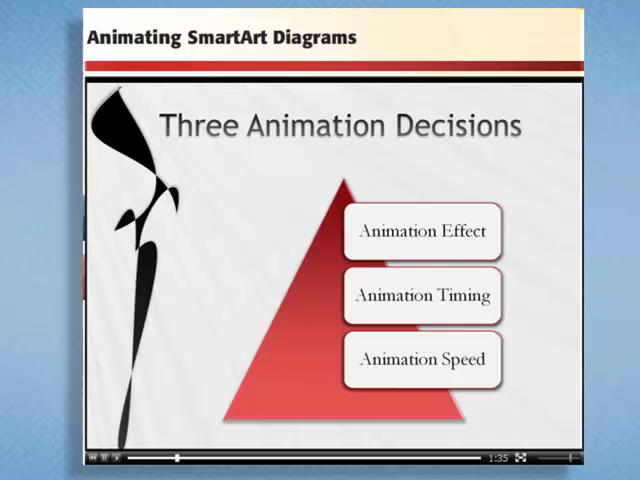 Animating SmartArt Diagrams
Three Animation Decisions
Animation Effect
Animation Timing
Animation Speed
1:35